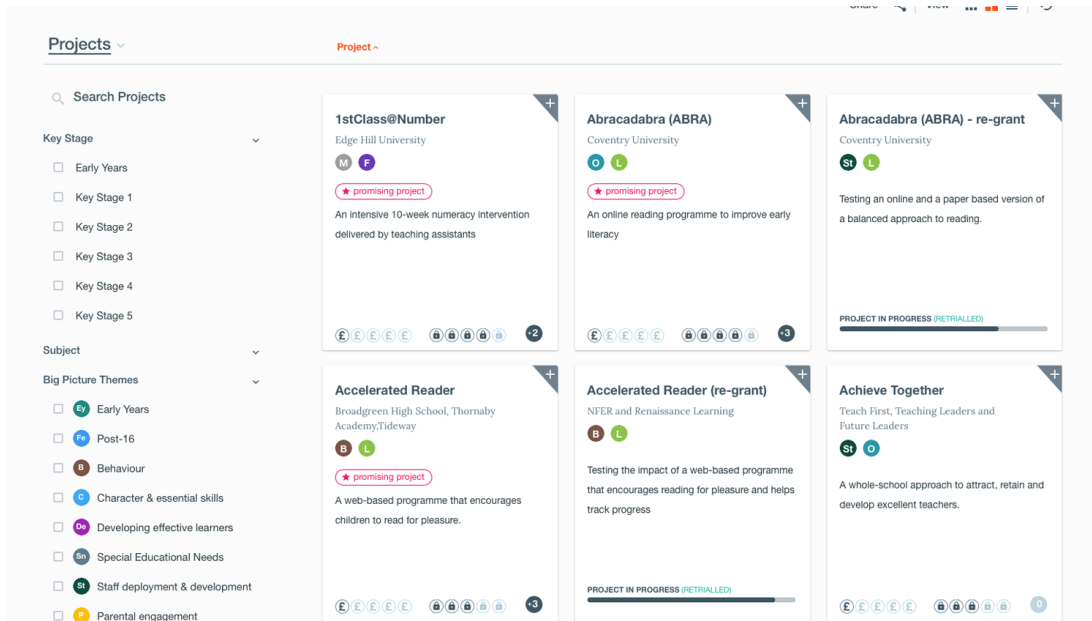 Share View
Projects
Project
Search Projects
Key Stage
Early Years
Key Stage 1
Key Stage 2
Key Stage 3
Key Stage 4
Key Stage 5
Subject
Big Picture Themes
Ey Early Years
Fe Post-16
B Behaviour
C Character & essential skills
De Developing effective learners
Sn Special Educational Needs
St Staff deployment & development
P Parental engagement
1stClass@Number
Edge Hill University
M F
promising project
An intensive 10-week numeracy intervention
delivered by teaching assistants
£ £ £ £ £ +2
Abracadabra (ABRA)
Coventry University
O L
promising project
An online reading programme to improve early
literacy
£ £ £ £ £ +3
Abracadabra (ABRA) - re-grant
Coventry University
St L
Testing an online and a paper based version of
a balanced approach to reading.
PROJECT IN PROGRESS (RETRIALLED)
Accelerated Reader
Broadgreen High School, Thornaby
Academy,Tideway
B L
promising project
A web-based programme that encourages
children to read for pleasure.
£ £ £ £ £ +3
Accelerated Reader (re-grant)
NFER and Renaissance Learning
B L
Testing the impact of a web-based programme
that encourages reading for pleasure and helps
track progress
PROJECT IN PROGRESS (RETRIALLED)
Achieve Together
Teach First, Teaching Leaders and
Future Leaders
St O
A whole-school approach to attract, retain and
develop excellent teachers.
£ £ £ £ £ 0